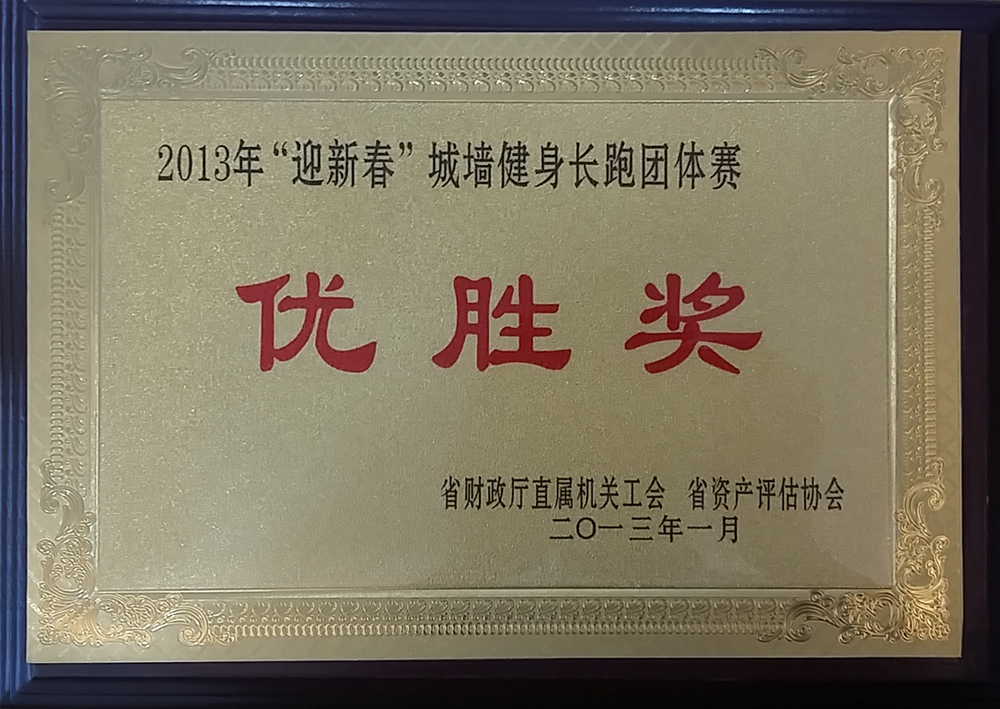 2013年“迎新春”城墙健身长跑团体赛
优胜奖
省财政厅直属机关工会 省资产评估协会
二〇一三年一月